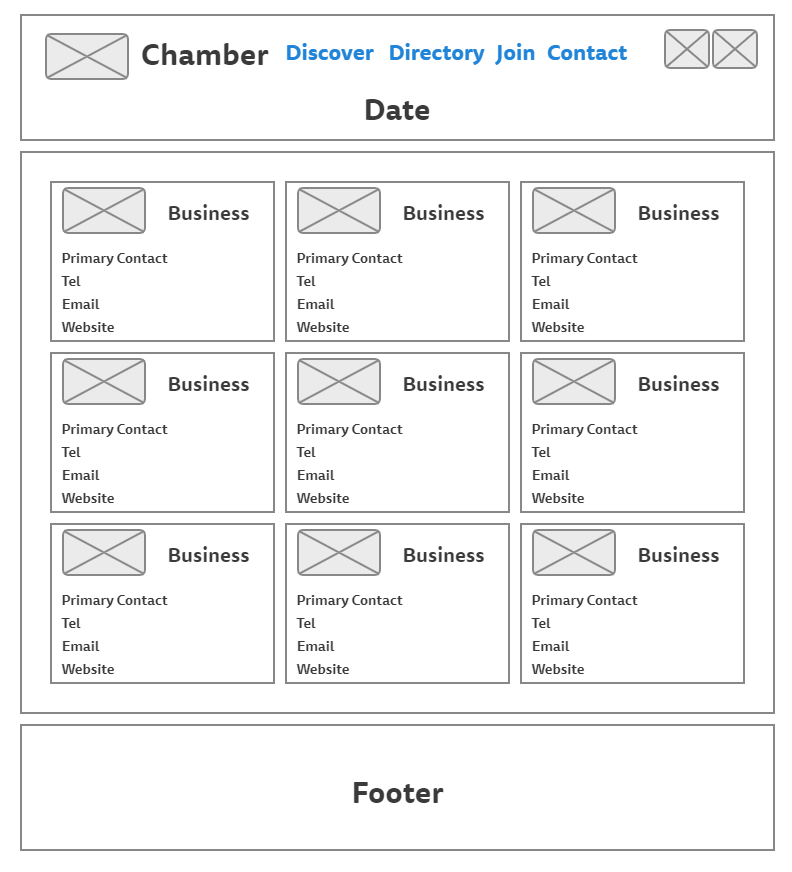 Chamber Discover Directory Join Contact
Date
Business Business Business
Primary Contact Primary Contact Primary Contact
Tel Tel Tel
Email Email Email
Website Website Website
Business Business Business
Primary Contact Primary Contact Primary Contact
Tel Tel Tel
Email Email Email
Website Website Website
Business Business Business
Primary Contact Primary Contact Primary Contact
Tel Tel Tel
Email Email Email
Website Website Website
Footer